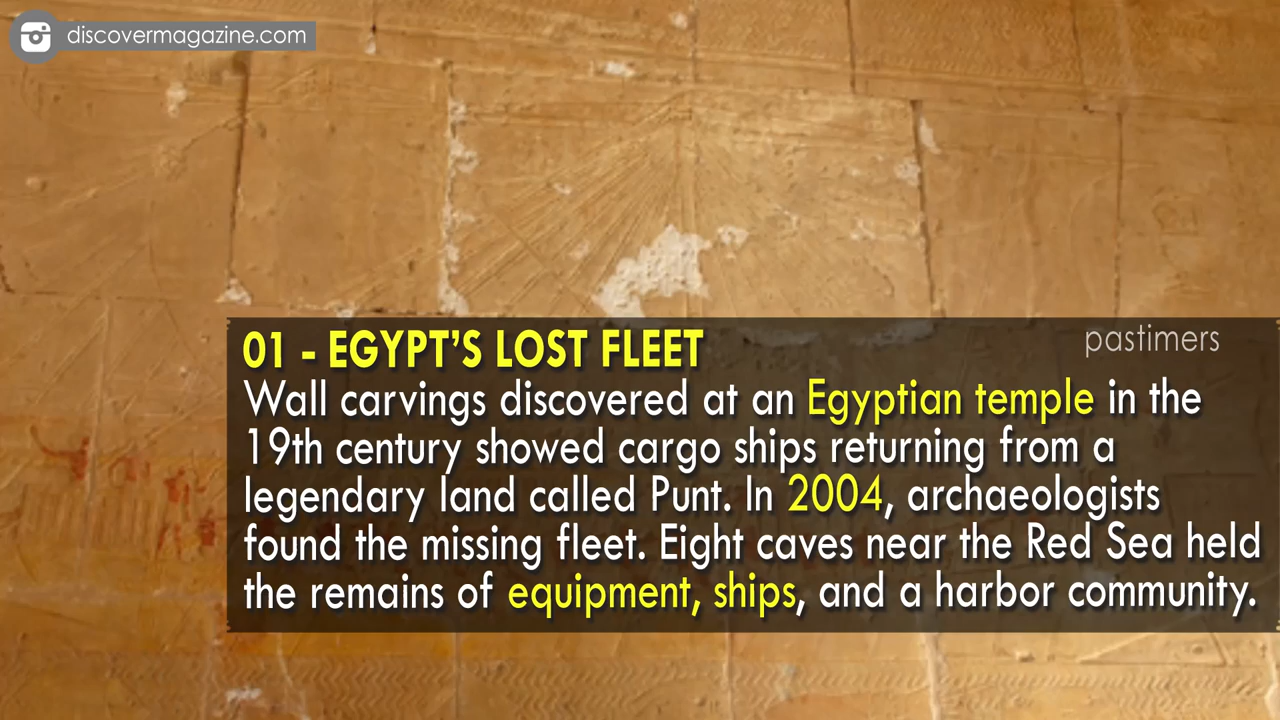 discovermagazine.com
01 - EGYPT'S LOST FLEET
pastimers
Wall carvings discovered at an Egyptian temple in the
19th century showed cargo ships returning from a
legendary land called Punt. In 2004, archaeologists
found the missing fleet. Eight caves near the Red Sea held
the remains of equipment, ships, and a harbor community.